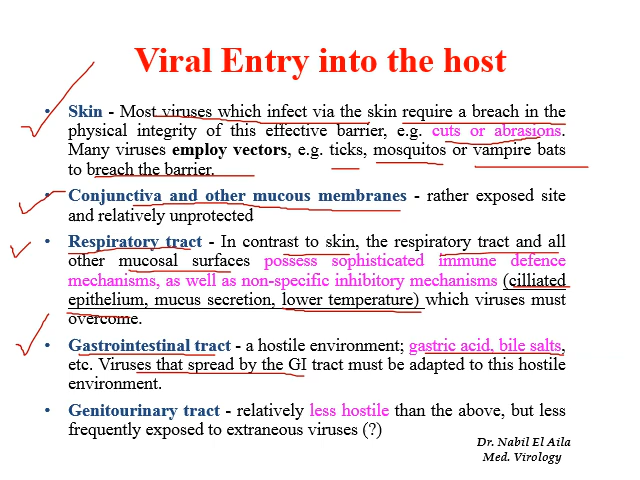 Viral Entry into the host
• Skin - Most viruses which infect via the skin require a breach in the
physical integrity of this effective barrier, e.g. cuts or abrasions.
Many viruses employ vectors, e.g. ticks, mosquitos or vampire bats
to breach the barrier.
• Conjunctiva and other mucous membranes - rather exposed site
and relatively unprotected
• Respiratory tract - In contrast to skin, the respiratory tract and all
other mucosal surfaces possess sophisticated immune defence
mechanisms, as well as non-specific inhibitory mechanisms (cilliated
epithelium, mucus secretion, lower temperature) which viruses must
overcome.
• Gastrointestinal tract - a hostile environment; gastric acid, bile salts,
etc. Viruses that spread by the GI tract must be adapted to this hostile
environment.
• Genitourinary tract - relatively less hostile than the above, but less
frequently exposed to extraneous viruses (?)
Dr. Nabil El Aila
Med. Virology